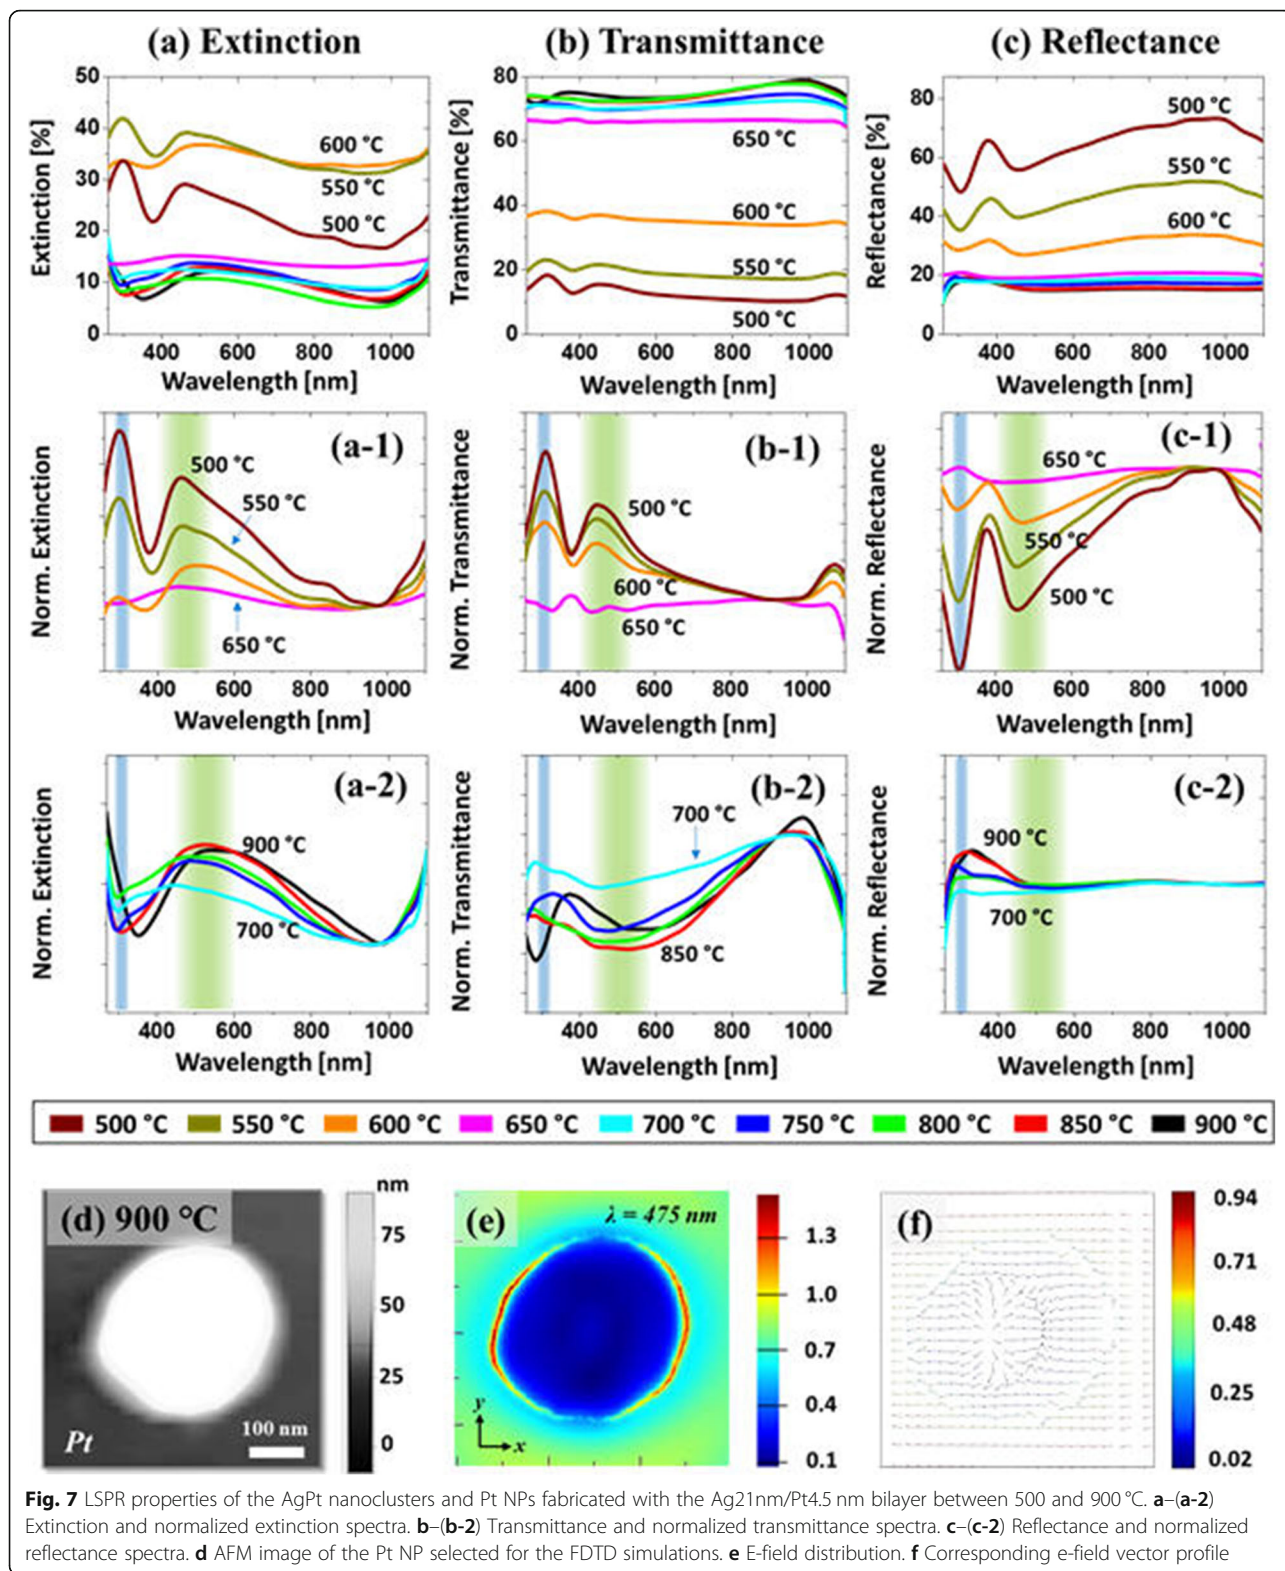 (a) Extinction
(b) Transmittance
(c) Reflectance
Extinction [%]
50
40
30
20
10
0
600 °C
550 °C
500 °C
400 600 800 1000
Wavelength [nm]
Transmittance [%]
80
60
40
20
0
650 °C
600 °C
550 °C
500 °C
400 600 800 1000
Wavelength [nm]
Reflectance [%]
80
60
40
20
0
500 °C
550 °C
600 °C
400 600 800 1000
Wavelength [nm]
Norm. Extinction
(a-1)
500 °C
550 °C
650 °C
400 600 800 1000
Wavelength [nm]
Norm. Transmittance
(b-1)
500 °C
600 °C
650 °C
400 600 800 1000
Wavelength [nm]
Norm. Reflectance
(c-1)
650 °C
550 °C
500 °C
400 600 800 1000
Wavelength [nm]
Norm. Extinction
(a-2)
900 °C
700 °C
400 600 800 1000
Wavelength [nm]
Norm. Transmittance
(b-2)
700 °C
850 °C
400 600 800 1000
Wavelength [nm]
Norm. Reflectance
(c-2)
900 °C
700 °C
400 600 800 1000
Wavelength [nm]
500 °C 550 °C 600 °C 650 °C 700 °C 750 °C 800 °C 850 °C 900 °C
(d) 900 °C
Pt
100 nm
nm
75
50
25
0
(e)
λ = 475 nm
y
x
1.3
1.0
0.7
0.4
0.1
(f)
0.94
0.71
0.48
0.25
0.02
Fig. 7 LSPR properties of the AgPt nanoclusters and Pt NPs fabricated with the Ag21nm/Pt4.5 nm bilayer between 500 and 900 °C. a–(a-2)
Extinction and normalized extinction spectra. b–(b-2) Transmittance and normalized transmittance spectra. c–(c-2) Reflectance and normalized
reflectance spectra. d AFM image of the Pt NP selected for the FDTD simulations. e E-field distribution. f Corresponding e-field vector profile